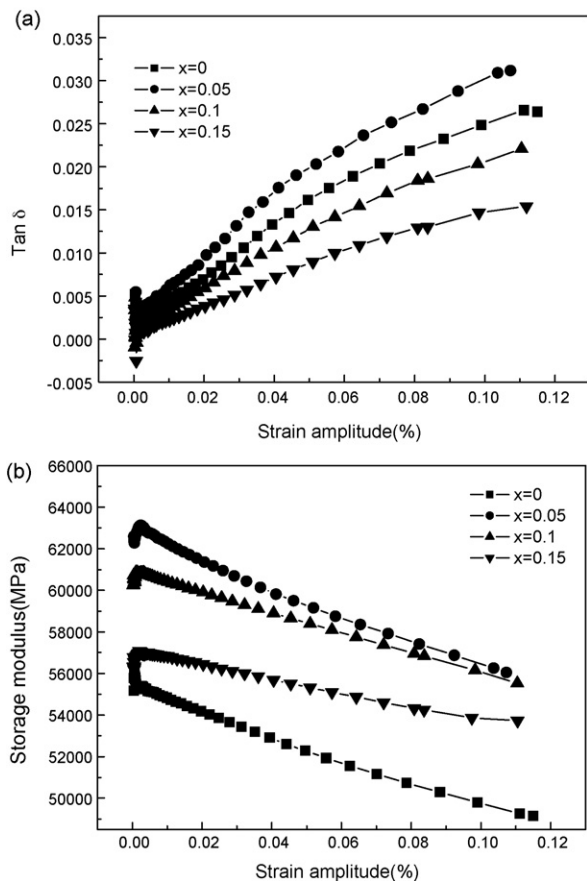 (a)
0.035
0.030
0.025
0.020
0.015
0.010
0.005
0.000
-0.005
Tan δ
x=0
x=0.05
x=0.1
x=0.15
0.00 0.02 0.04 0.06 0.08 0.10 0.12
Strain amplitude(%)
(b)
66000
64000
62000
60000
58000
56000
54000
52000
50000
Storage modulus(MPa)
x=0
x=0.05
x=0.1
x=0.15
0.00 0.02 0.04 0.06 0.08 0.10 0.12
Strain amplitude(%)